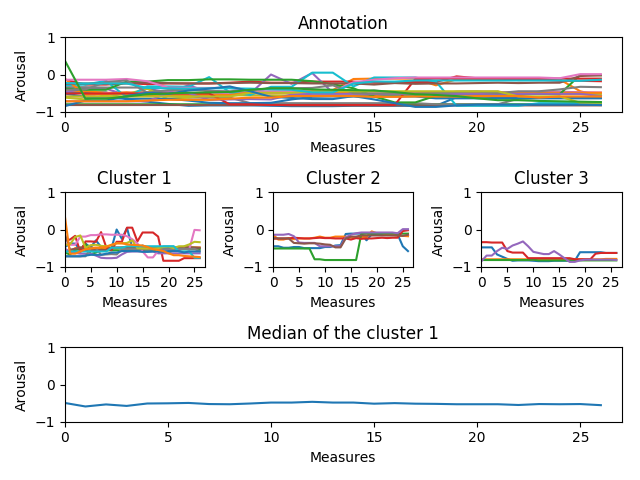 Annotation
1
0
−1
Arousal
0 5 10 15 20 25
Measures
Cluster 1 Cluster 2 Cluster 3
1 1 1
0 0 0
−1 −1 −1
Arousal Arousal Arousal
0 5 10 15 20 25 0 5 10 15 20 25 0 5 10 15 20 25
Measures Measures Measures
Median of the cluster 1
1
0
−1
Arousal
0 5 10 15 20 25
Measures